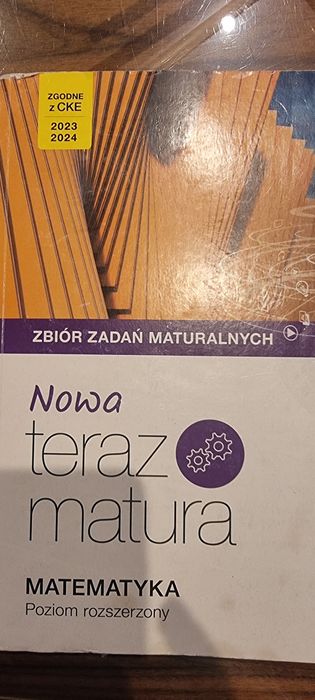 ZGODNE
z CKE
2023
2024
ZBIÓR ZADAŃ MATURALNYCH
Nowa
teraz
matura
MATEMATYKA
Poziom rozszerzony